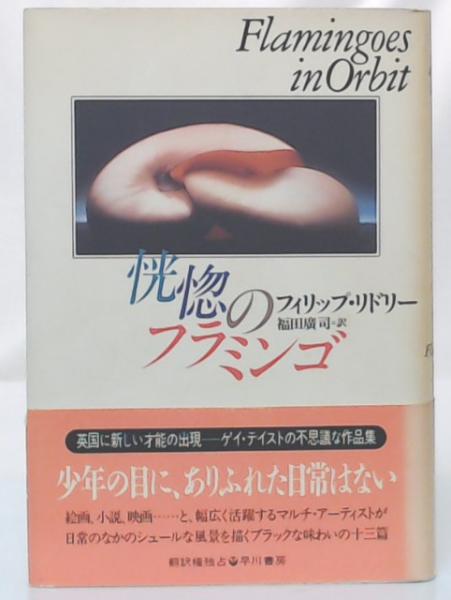 Flamingoes
in Orbit
恍惚の
フラミンゴ
フィリップ・リドリー
福田廣司=訳
英国に新しい才能の出現――ゲイ・テイストの不思議な作品集
少年の目に、ありふれた日常はない
絵画、小説、映画……と、幅広く活躍するマルチ・アーティストが
日常のなかのシュールな風景を描くブラックな味わいの十三篇
翻訳権独占 早川書房